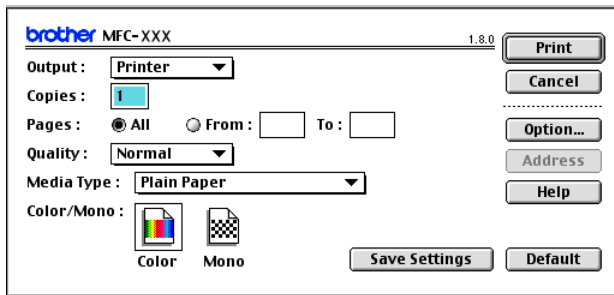 brother MFC-XXX 1.8.0
Print
Output : Printer
Cancel
Copies : 1
Pages : All From : To :
Option...
Quality : Normal
Address
Media Type : Plain Paper
Help
Color/Mono :
Color Mono
Save Settings Default